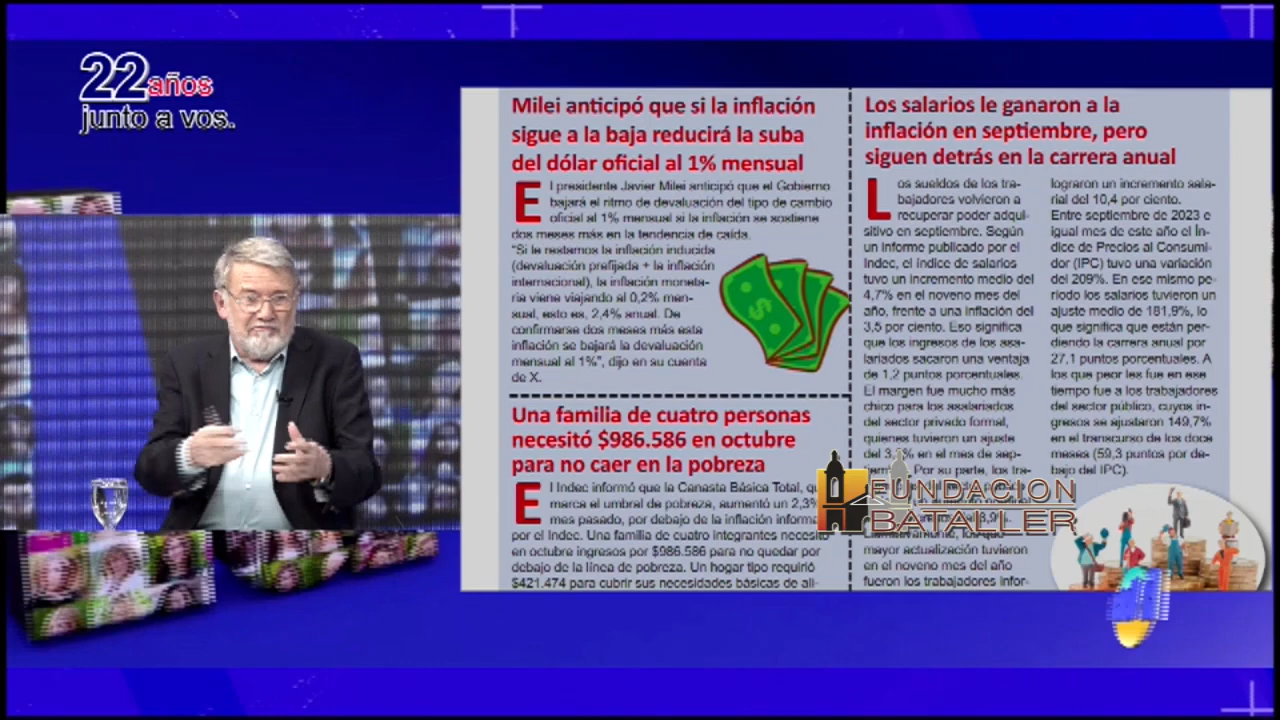 22 años
junto a vos.
Milei anticipó que si la inflación
sigue a la baja reducirá la suba
del dólar oficial al 1% mensual
El presidente Javier Milei anticipó que el Gobierno
bajará el ritmo de devaluación del tipo de cambio
oficial al 1% mensual si la inflación se sostiene
dos meses más en la tendencia de caída.
"Si le restamos la inflación inducida
(devaluación prefijada + la inflación
internacional), la inflación moneta-
ria viene viajando al 0,2% men-
sual, esto es, 2,4% anual. De
confirmarse dos meses más esta
inflación se bajará la devaluación
mensual al 1%", dijo en su cuenta
de X.
Una familia de cuatro personas
necesitó $986.586 en octubre
para no caer en la pobreza
El Indec informó que la Canasta Básica Total, qu
marca el umbral de pobreza, aumentó un 2,3%
mes pasado, por debajo de la inflación informa
por el Indec. Una familia de cuatro integrantes necesitó
en octubre ingresos por $986.586 para no quedar por
debajo de la línea de pobreza. Un hogar tipo requirió
$421.474 para cubrir sus necesidades básicas de ali-
Los salarios le ganaron a la
inflación en septiembre, pero
siguen detrás en la carrera anual
Los sueldos de los tra-
bajadores volvieron a
recuperar poder adqui-
sitivo en septiembre. Según
un informe publicado por el
Indec, el índice de salarios
tuvo un incremento medio del
4,7% en el noveno mes del
año, frente a una inflación del
3,5 por ciento. Eso significa
que los ingresos de los asa-
lariados sacaron una ventaja
de 1,2 puntos porcentuales.
El margen fue mucho más
chico para los asalariados
del sector privado formal,
quienes tuvieron un ajuste
del 3, % en el mes de sep-
Por su parte, los tra-
mayor actualización tuvieron
en el noveno mes del año
fueron los trabajadores infor-
lograron un incremento sala-
rial del 10,4 por ciento.
Entre septiembre de 2023 e
igual mes de este año el Ín-
dice de Precios al Consumi-
dor (IPC) tuvo una variación
del 209%. En ese mismo pe-
ríodo los salarios tuvieron un
ajuste medio de 181,9%, lo
que significa que están per-
diendo la carrera anual por
27,1 puntos porcentuales. A
los que peor les fue en ese
tiempo fue a los trabajadores
del sector público, cuyos in-
gresos se ajustaron 149,7%
en el transcurso de los doce
meses (59,3 puntos por de-
bajo del IPC).
FUNDACION
BATALLER